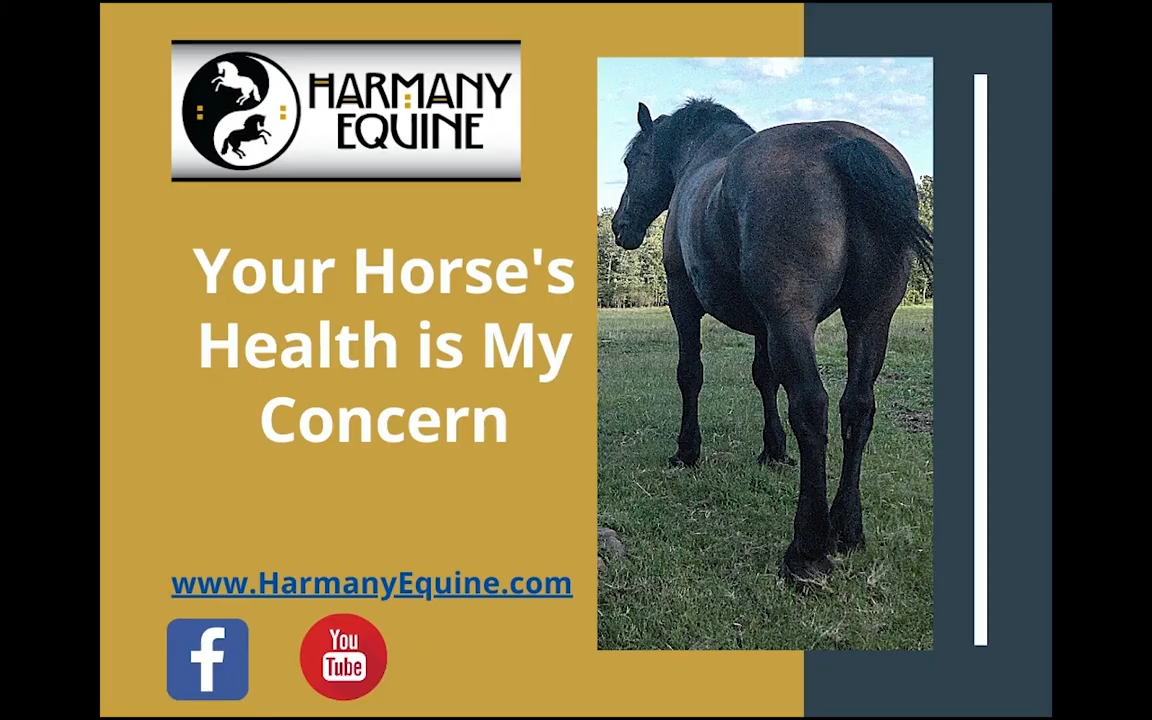 HARMANY
EQUINE
Your Horse's
Health is My
Concern
www.HarmanyEquine.com
f
You
Tube